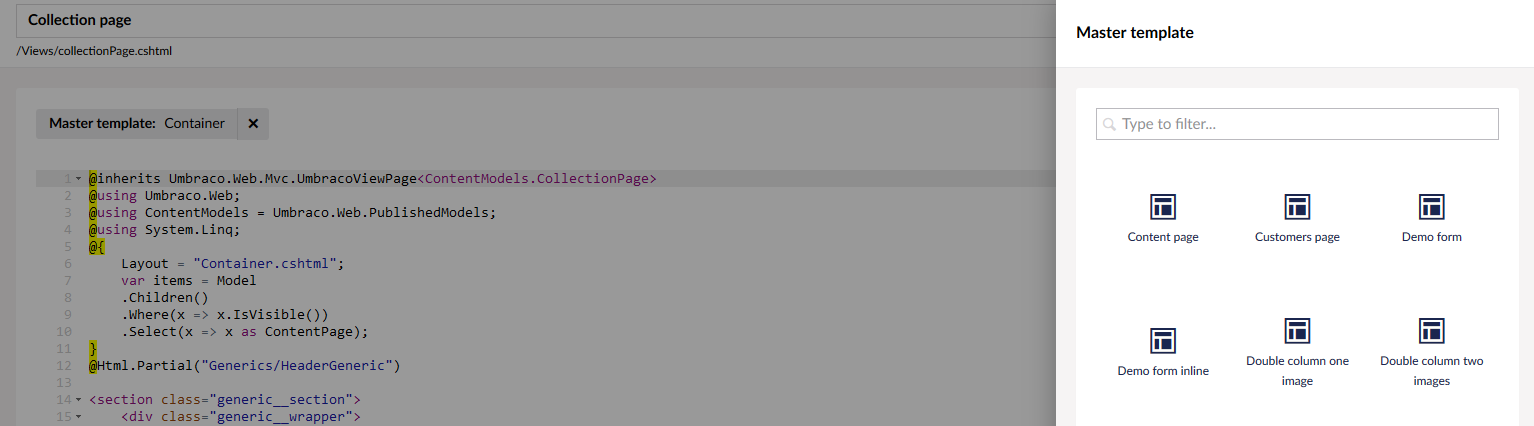 Collection page
/Views/collectionPage.cshtml
Master template: Container ×
1 @inherits Umbraco.Web.Mvc.UmbracoViewPage<ContentModels.CollectionPage>
2 @using Umbraco.Web;
3 @using ContentModels = Umbraco.Web.PublishedModels;
4 @using System.Linq;
5 @{
6 Layout = "Container.cshtml";
7 var items = Model
8 .Children()
9 .Where(x => x.IsVisible())
10 .Select(x => x as ContentPage);
11 }
12 @Html.Partial("Generics/HeaderGeneric")
13
14 <section class="generic__section">
15 <div class="generic__wrapper">
Master template
Type to filter...
Content page
Customers page
Demo form
Demo form inline
Double column one
image
Double column two
images